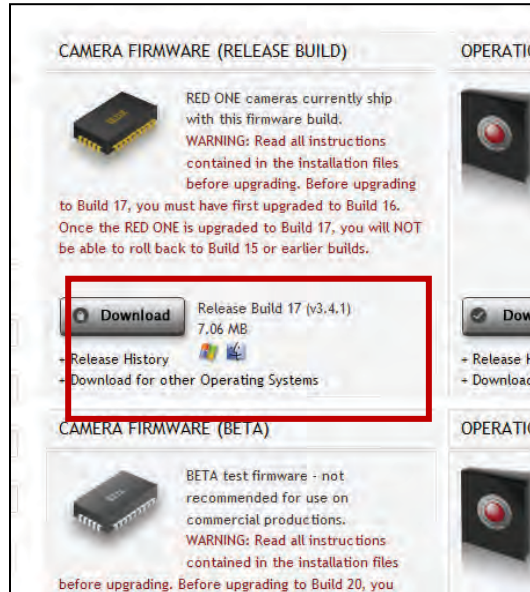 CAMERA FIRMWARE (RELEASE BUILD)
RED ONE cameras currently ship
with this firmware build.
WARNING: Read all instructions
contained in the installation files
before upgrading. Before upgrading
to Build 17, you must have first upgraded to Build 16.
Once the RED ONE is upgraded to Build 17, you will NOT
be able to roll back to Build 15 or earlier builds.
Download
Release Build 17 (v3.4.1)
7.06 MB
+ Release History
+ Download for other Operating Systems
CAMERA FIRMWARE (BETA)
BETA
BETA test firmware - not
recommended for use on
commercial productions.
WARNING: Read all instructions
contained in the installation files
before upgrading. Before upgrading to Build 20, you
OPERATI
Dow
+ Release H
+ Download
OPERATI